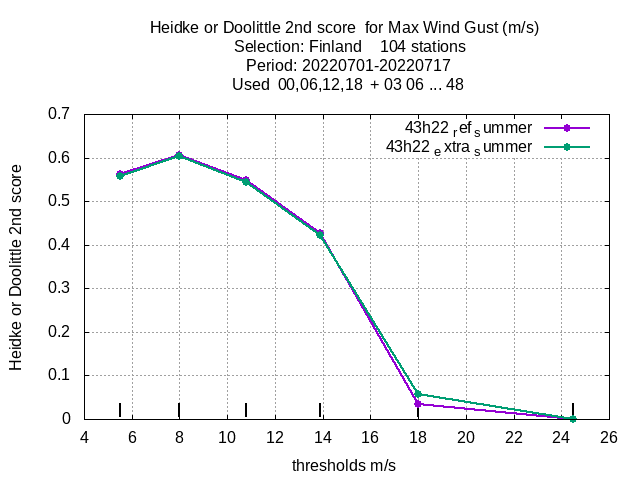 Heidke or Doolittle 2nd score  for Max Wind Gust (m/s)
Selection: Finland    104 stations
Period: 20220701-20220717
Used  00,06,12,18  + 03 06 ... 48
43h22 ref summer
43h22 extra summer
Heidke or Doolittle 2nd score
0.7
0.6
0.5
0.4
0.3
0.2
0.1
0
4 6 8 10 12 14 16 18 20 22 24 26
thresholds m/s